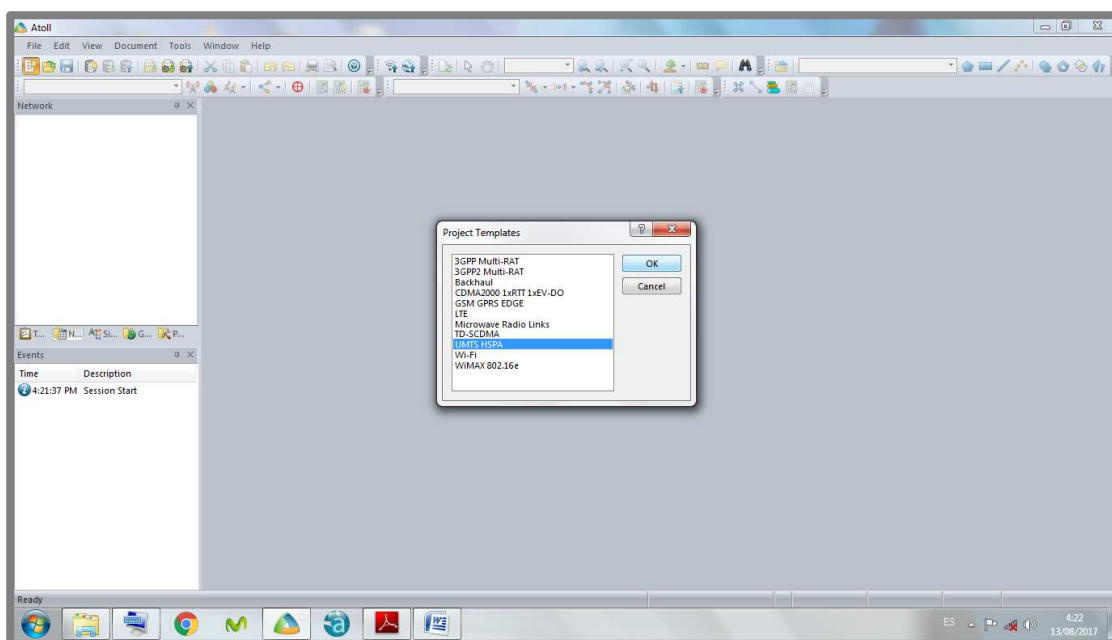 Atoll
File Edit View Document Tools Window Help
Network
Project Templates
3GPP Multi-RAT
3GPP2 Multi-RAT
Backhaul
CDMA2000 1xRTT 1xEV-DO
GSM GPRS EDGE
LTE
Microwave Radio Links
TD-SCDMA
UMTS HSPA
Wi-Fi
WiMAX 802.16e
OK
Cancel
T... N... Si... G... P...
Events
Time Description
4:21:37 PM Session Start
Ready
ES
4:22
13/08/2017